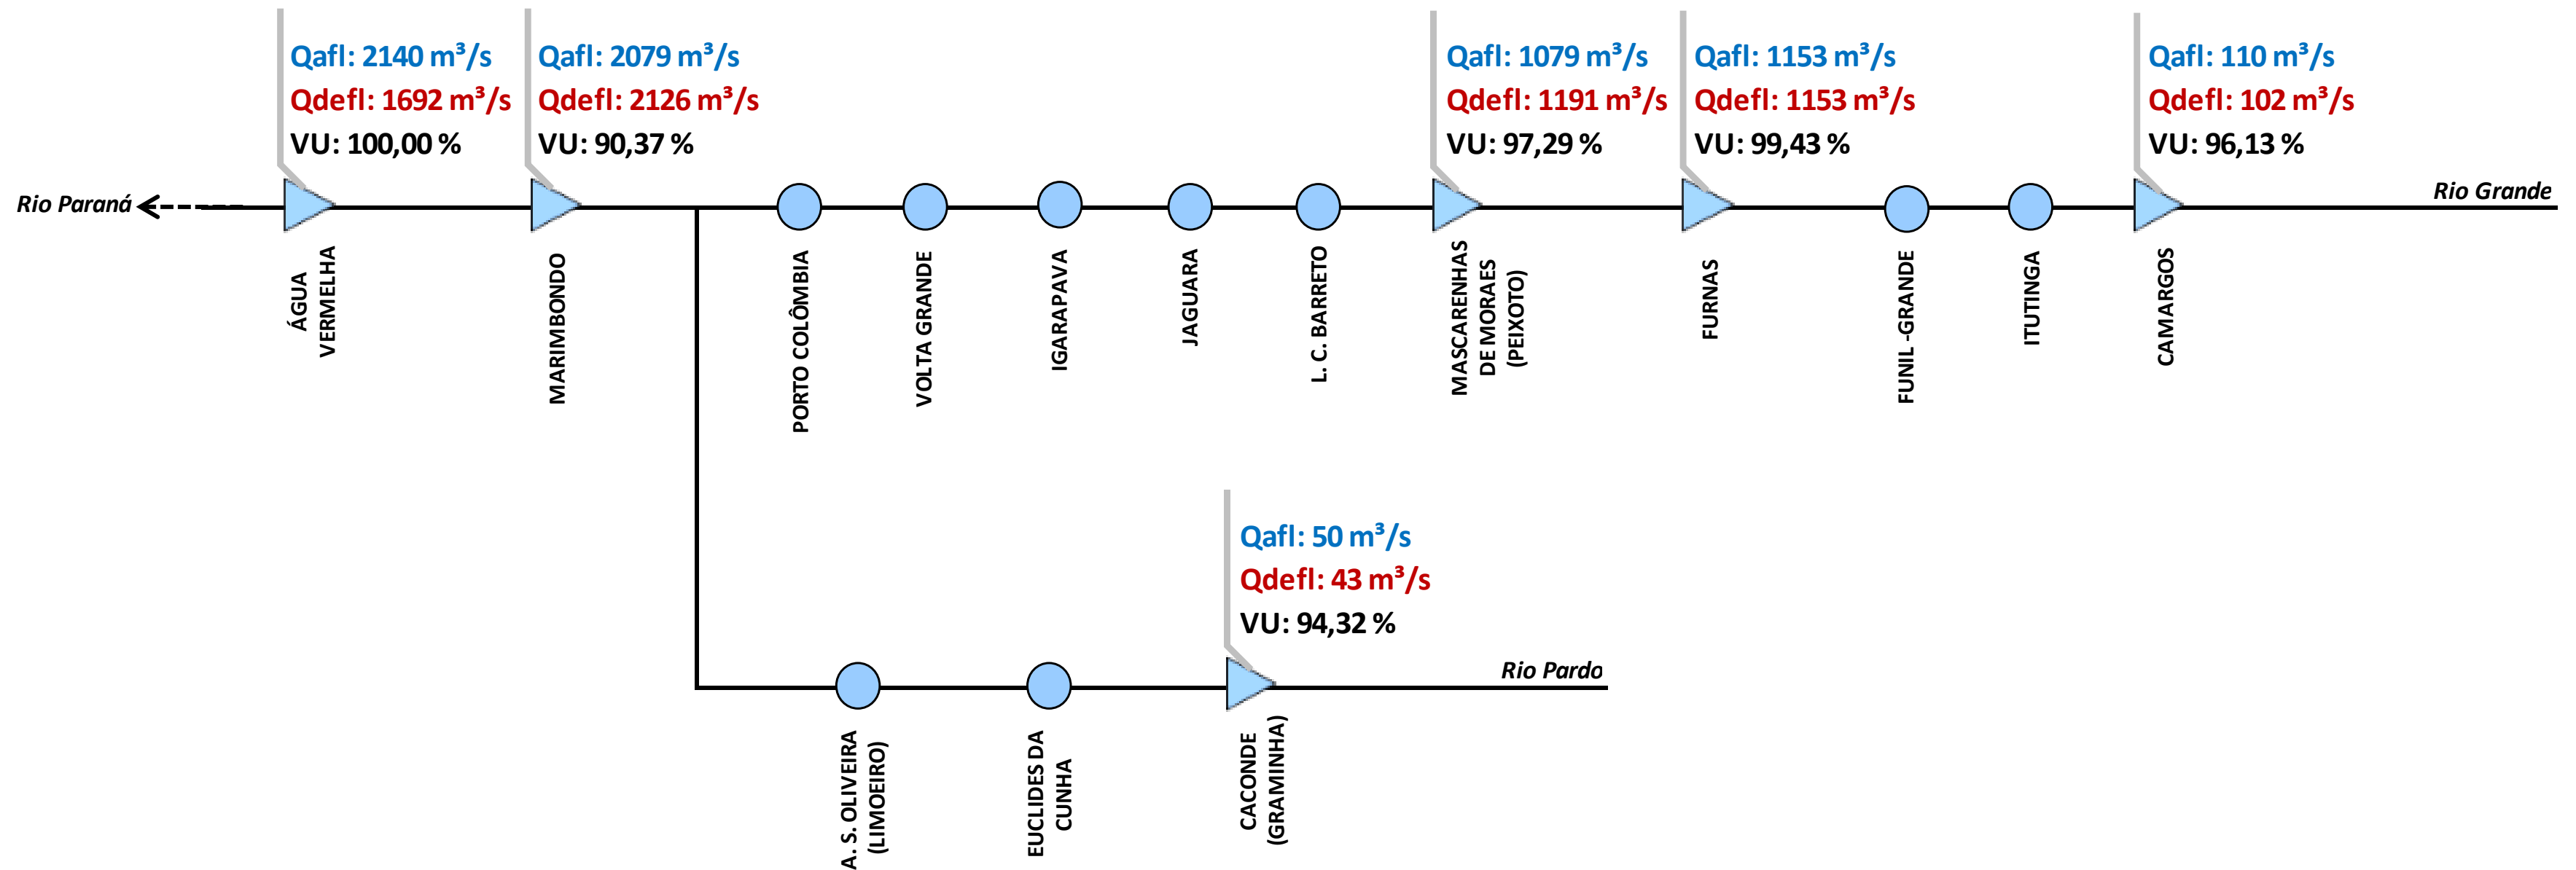 Qafl: 2140 m³/s
Qdefl: 1692 m³/s
VU: 100,00 %
Qafl: 2079 m³/s
Qdefl: 2126 m³/s
VU: 90,37 %
Qafl: 1079 m³/s
Qdefl: 1191 m³/s
VU: 97,29 %
Qafl: 1153 m³/s
Qdefl: 1153 m³/s
VU: 99,43 %
Qafl: 110 m³/s
Qdefl: 102 m³/s
VU: 96,13 %
Rio Paraná
Rio Grande
ÁGUA
VERMELHA
MARIMBONDO
PORTO COLÔMBIA
VOLTA GRANDE
IGARAPAVA
JAGUARA
L. C. BARRETO
MASCARENHAS
DE MORAES
(PEIXOTO)
FURNAS
FUNIL -GRANDE
ITUTINGA
CAMARGOS
Qafl: 50 m³/s
Qdefl: 43 m³/s
VU: 94,32 %
Rio Pardo
A. S. OLIVEIRA
(LIMOEIRO)
EUCLIDES DA
CUNHA
CACONDE
(GRAMINHA)